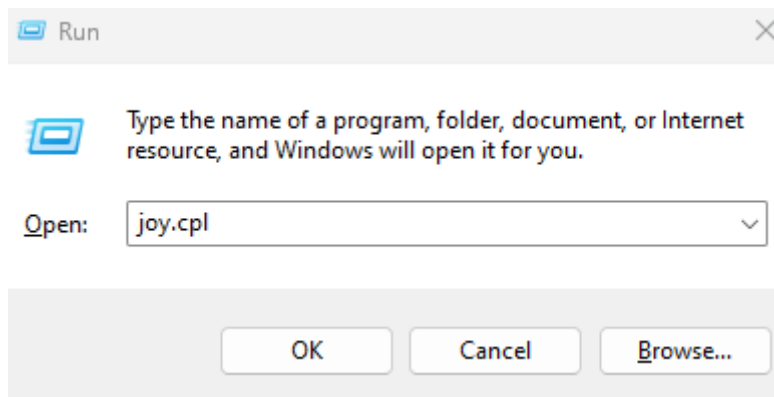 Run
Type the name of a program, folder, document, or Internet
resource, and Windows will open it for you.
Open: joy.cpl
OK Cancel Browse...